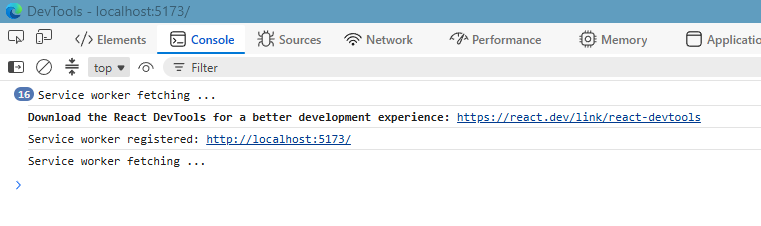 DevTools - localhost:5173/
Elements Console Sources Network Performance Memory Applicatio
top Filter
16 Service worker fetching ...
Download the React DevTools for a better development experience: https://react.dev/link/react-devtools
Service worker registered: http://localhost:5173/
Service worker fetching ...